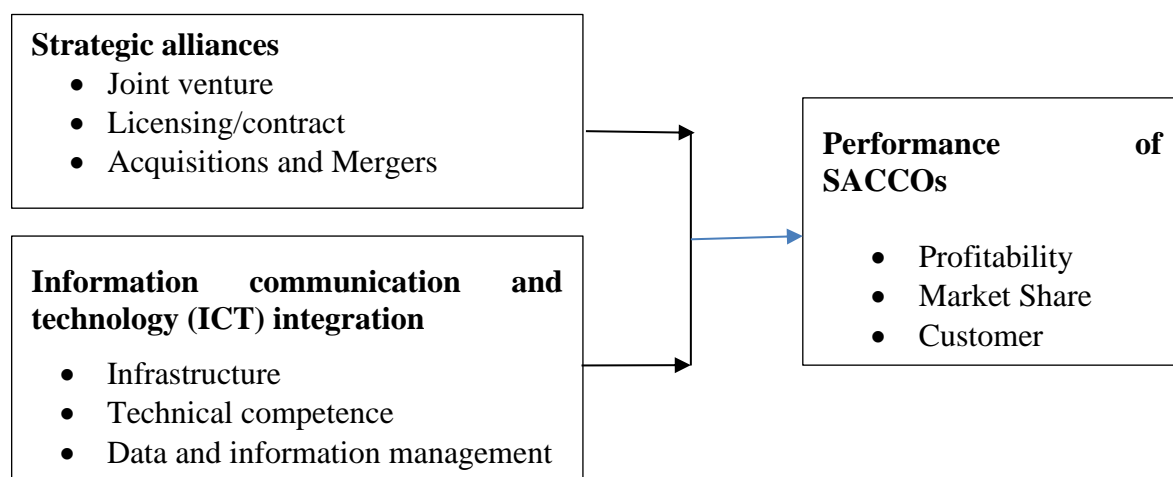 Strategic alliances
• Joint venture
• Licensing/contract
• Acquisitions and Mergers
Information communication and
technology (ICT) integration
• Infrastructure
• Technical competence
• Data and information management
Performance of
SACCOs
• Profitability
• Market Share
• Customer